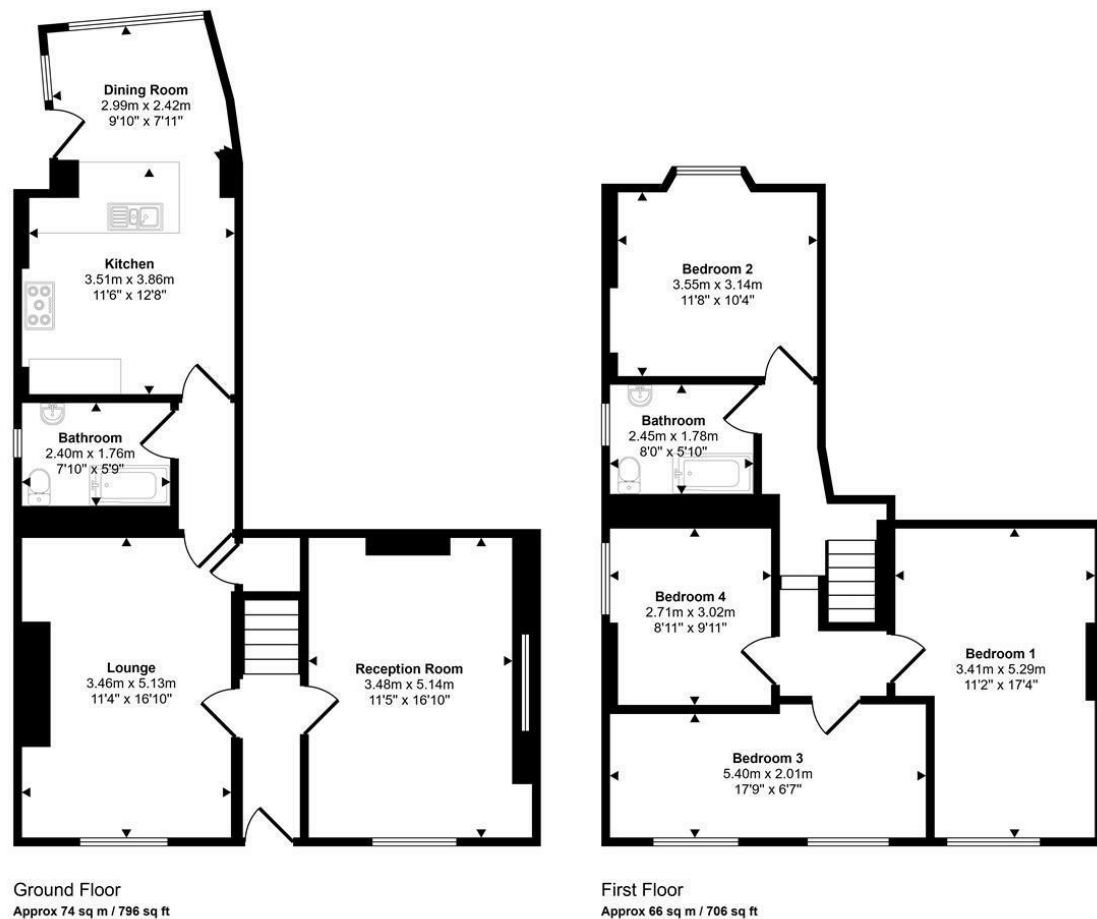 Dining Room
2.99m x 2.42m
9'10" x 7'11"
Kitchen
3.51m x 3.86m
11'6" x 12'8"
Bathroom
2.40m x 1.76m
7'10" x 5'9"
Lounge
3.46m x 5.13m
11'4" x 16'10"
Reception Room
3.48m x 5.14m
11'5" x 16'10"
Ground Floor
Approx 74 sq m / 796 sq ft
Bedroom 2
3.55m x 3.14m
11'8" x 10'4"
Bathroom
2.45m x 1.78m
8'0" x 5'10"
Bedroom 4
2.71m x 3.02m
8'11" x 9'11"
Bedroom 1
3.41m x 5.29m
11'2" x 17'4"
Bedroom 3
5.40m x 2.01m
17'9" x 6'7"
First Floor
Approx 66 sq m / 706 sq ft